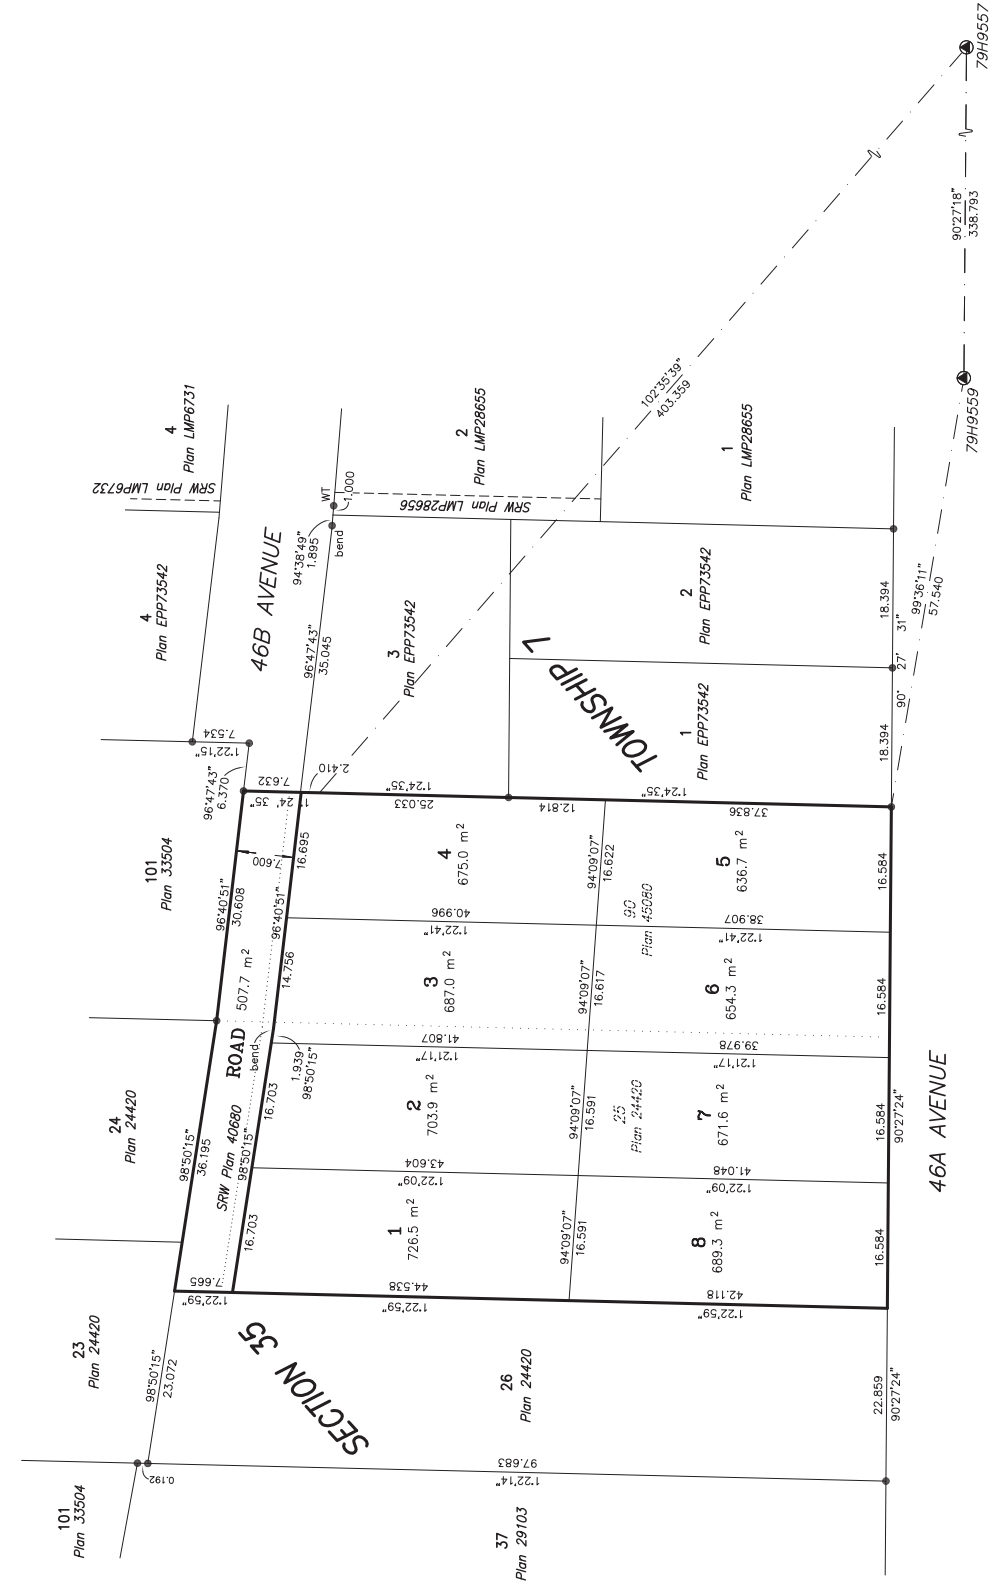 79H9557
90°27'18"
338.793
79H9559
102°35'39"
403.359
99°36'11"
57.540
4
Plan LMP6731
SRW Plan LMP6732
2
Plan LMP28655
1
Plan LMP28655
SRW Plan LMP28656
WT
1.000
94°38'49"
1.895
bend
46B AVENUE
4
Plan EPP73542
96°47'43"
35.045
3
Plan EPP73542
2
Plan EPP73542
1
Plan EPP73542
TOWNSHIP 7
18.394
18.394
90° 27' 31"
7.534
1°22'15"
96°47'43"
6.370
7.632
1° 24' 35"
2.410
1°24'35"
25.033
12.814
1°24'35"
37.836
101
Plan 33504
96°40'51"
30.608
7.600
16.695
96°40'51"
14.756
507.7 m²
ROAD
bend
1.939
98°50'15"
4
675.0 m²
94°09'07"
16.622
5
636.7 m²
16.584
40.996
1°22'41"
38.907
1°22'41"
90
Plan 45080
3
687.0 m²
94°09'07"
16.617
6
654.3 m²
16.584
41.807
1°21'17"
39.978
1°21'17"
24
Plan 24420
98°50'15"
36.195
SRW Plan 40680
16.703
98°50'15"
2
703.9 m²
94°09'07"
16.591
25
Plan 24420
7
671.6 m²
16.584
90°27'24"
46A AVENUE
43.604
1°22'09"
41.048
1°22'09"
16.703
1
726.5 m²
94°09'07"
16.591
8
689.3 m²
16.584
7.665
1°22'59"
44.538
1°22'59"
42.118
1°22'59"
23
Plan 24420
98°50'15"
23.072
SECTION 35
26
Plan 24420
22.859
90°27'24"
0.192
97.683
1°22'14"
101
Plan 33504
37
Plan 29103